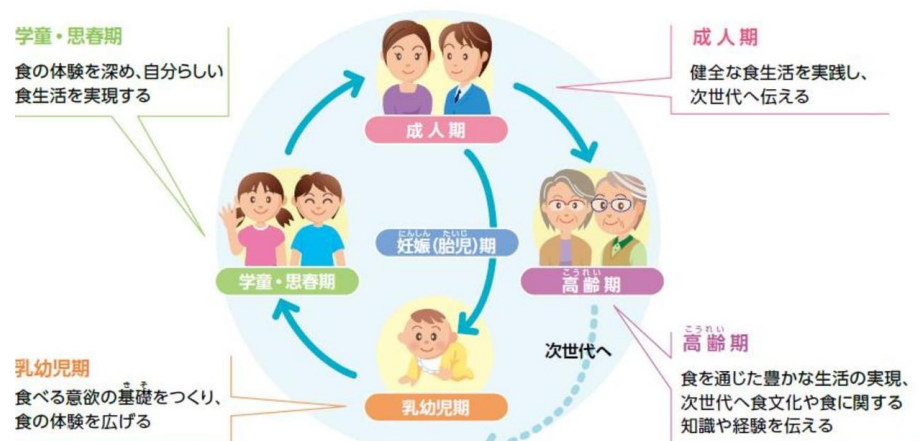 学童・思春期
食の体験を深め、自分らしい
食生活を実現する
成人期
健全な食生活を実践し、
次世代へ伝える
成人期
にんしん たいじ
妊娠(胎児)期
学童・思春期
こうれい
高齢期
次世代へ
こうれい
高齢期
食を通じた豊かな生活の実現、
次世代へ食文化や食に関する
知識や経験を伝える
乳幼児期
きそ
食べる意欲の基礎をつくり、
食の体験を広げる
乳幼児期